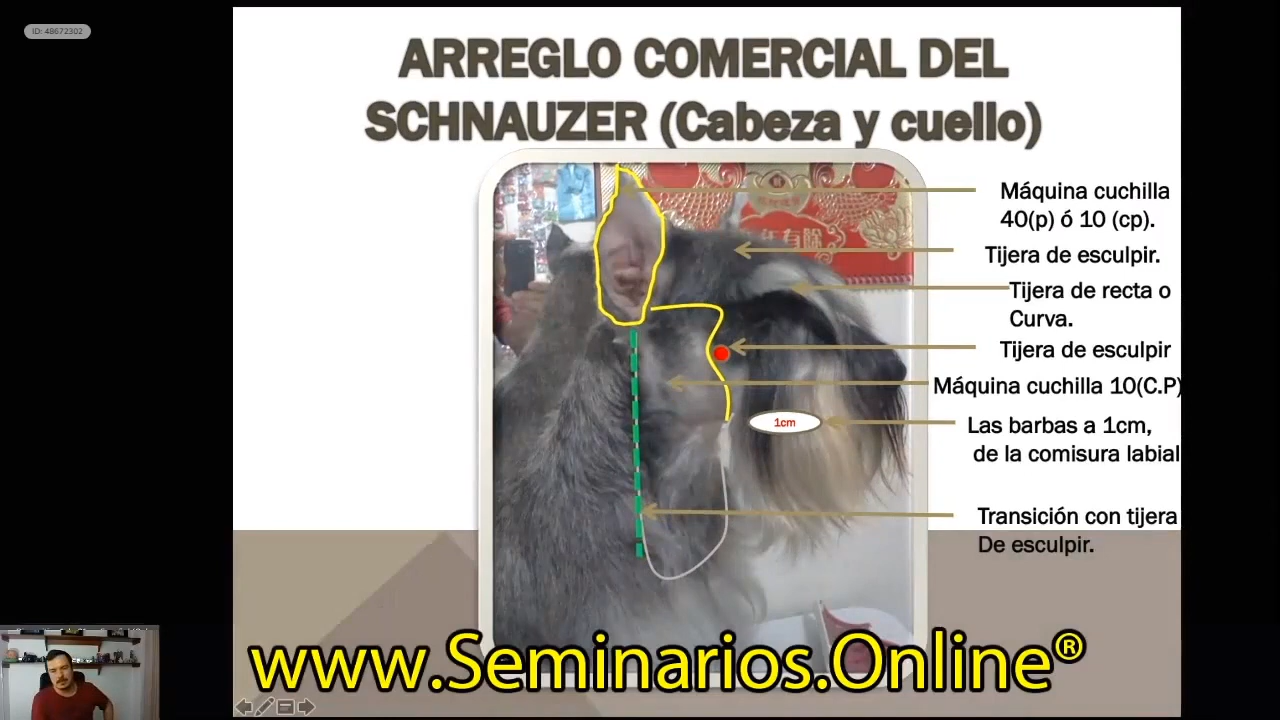 ID: 48672302
ARREGLO COMERCIAL DEL
SCHNAUZER (Cabeza y cuello)
Máquina cuchilla
40(p) ó 10 (cp).
Tijera de esculpir.
Tijera de recta o
Curva.
Tijera de esculpir
Máquina cuchilla 10(C.P)
1cm
Las barbas a 1cm,
de la comisura labial
Transición con tijera
De esculpir.
www.Seminarios.Online®